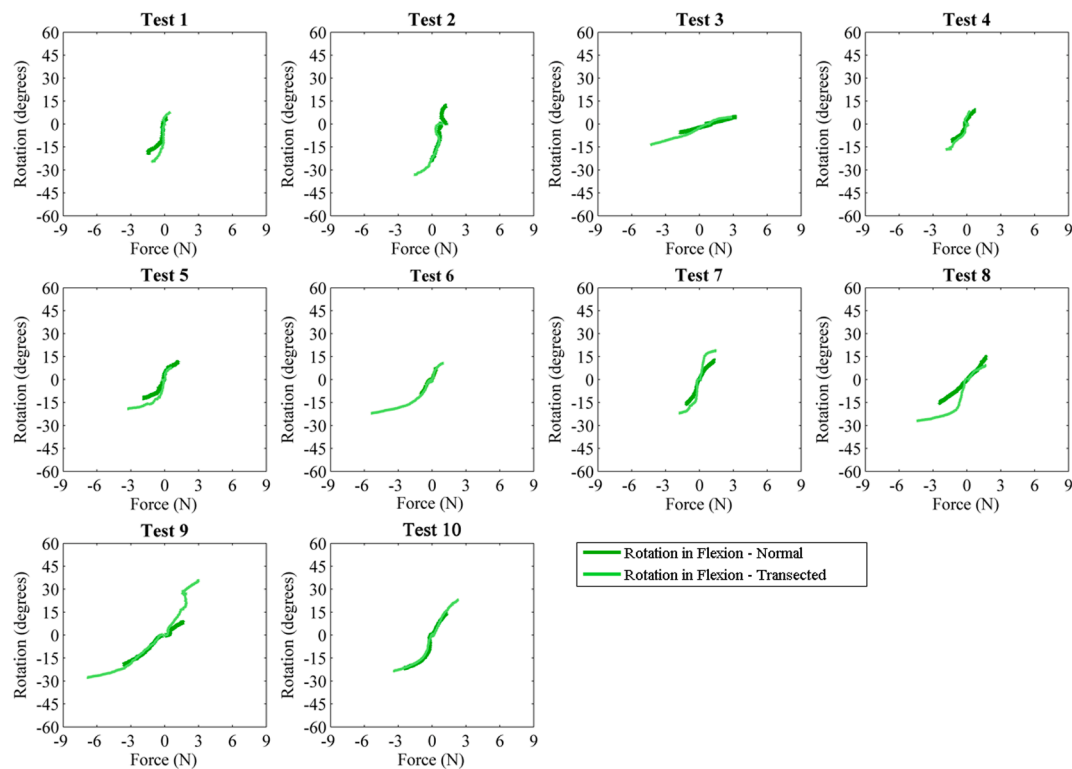 Test 1
Test 2
Test 3
Test 4
60
45
30
15
0
-15
-30
-45
-60
Rotation (degrees)
-9 -6 -3 0 3 6 9
Force (N)
60
45
30
15
0
-15
-30
-45
-60
Rotation (degrees)
-9 -6 -3 0 3 6 9
Force (N)
60
45
30
15
0
-15
-30
-45
-60
Rotation (degrees)
-9 -6 -3 0 3 6 9
Force (N)
60
45
30
15
0
-15
-30
-45
-60
Rotation (degrees)
-9 -6 -3 0 3 6 9
Force (N)
Test 5
Test 6
Test 7
Test 8
60
45
30
15
0
-15
-30
-45
-60
Rotation (degrees)
-9 -6 -3 0 3 6 9
Force (N)
60
45
30
15
0
-15
-30
-45
-60
Rotation (degrees)
-9 -6 -3 0 3 6 9
Force (N)
60
45
30
15
0
-15
-30
-45
-60
Rotation (degrees)
-9 -6 -3 0 3 6 9
Force (N)
60
45
30
15
0
-15
-30
-45
-60
Rotation (degrees)
-9 -6 -3 0 3 6 9
Force (N)
Test 9
Test 10
60
45
30
15
0
-15
-30
-45
-60
Rotation (degrees)
-9 -6 -3 0 3 6 9
Force (N)
60
45
30
15
0
-15
-30
-45
-60
Rotation (degrees)
-9 -6 -3 0 3 6 9
Force (N)
Rotation in Flexion - Normal
Rotation in Flexion - Transected